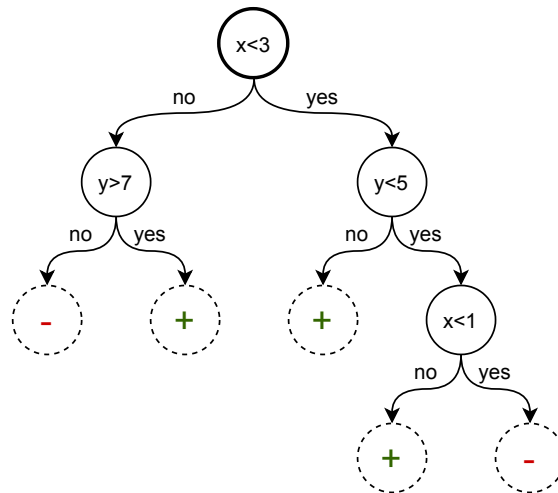 x<3
no yes
y>7 y<5
no yes no yes
- + + x<1
no yes
+ -